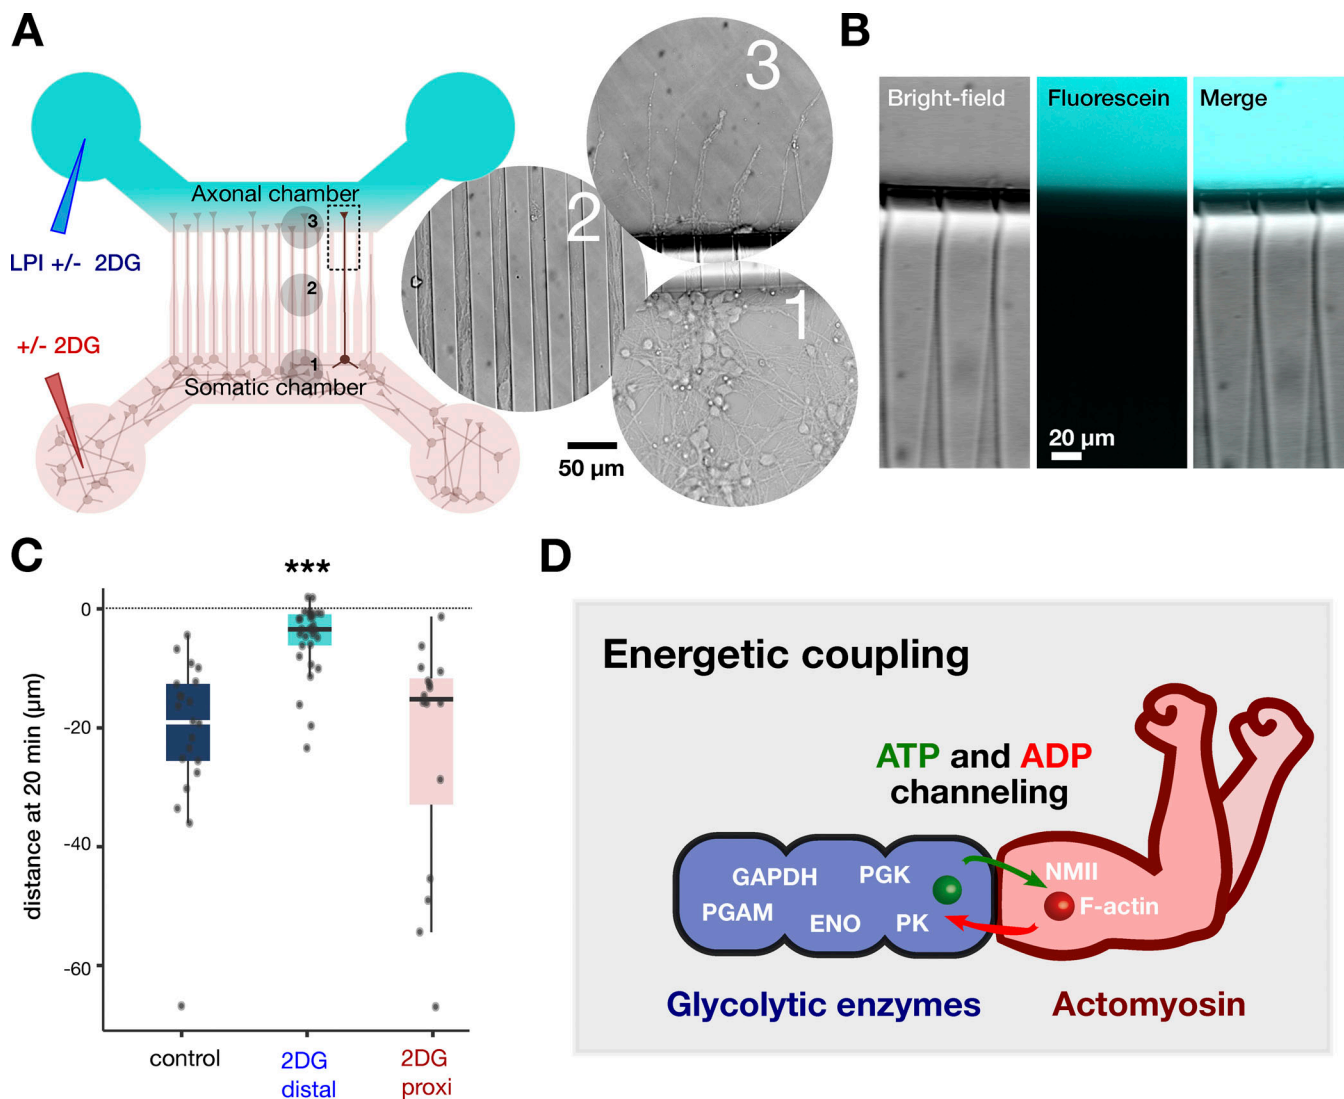 A
Axonal chamber
3
2
1
LPI +/- 2DG
+/- 2DG
Somatic chamber
3
2
1
50 µm
B
Bright-field
Fluorescein
Merge
20 µm
C
***
distance at 20 min (µm)
0
-20
-40
-60
control
2DG
distal
2DG
proxi
D
Energetic coupling
ATP and ADP
channeling
GAPDH
PGK
PGAM
ENO
PK
NMII
F-actin
Glycolytic enzymes
Actomyosin